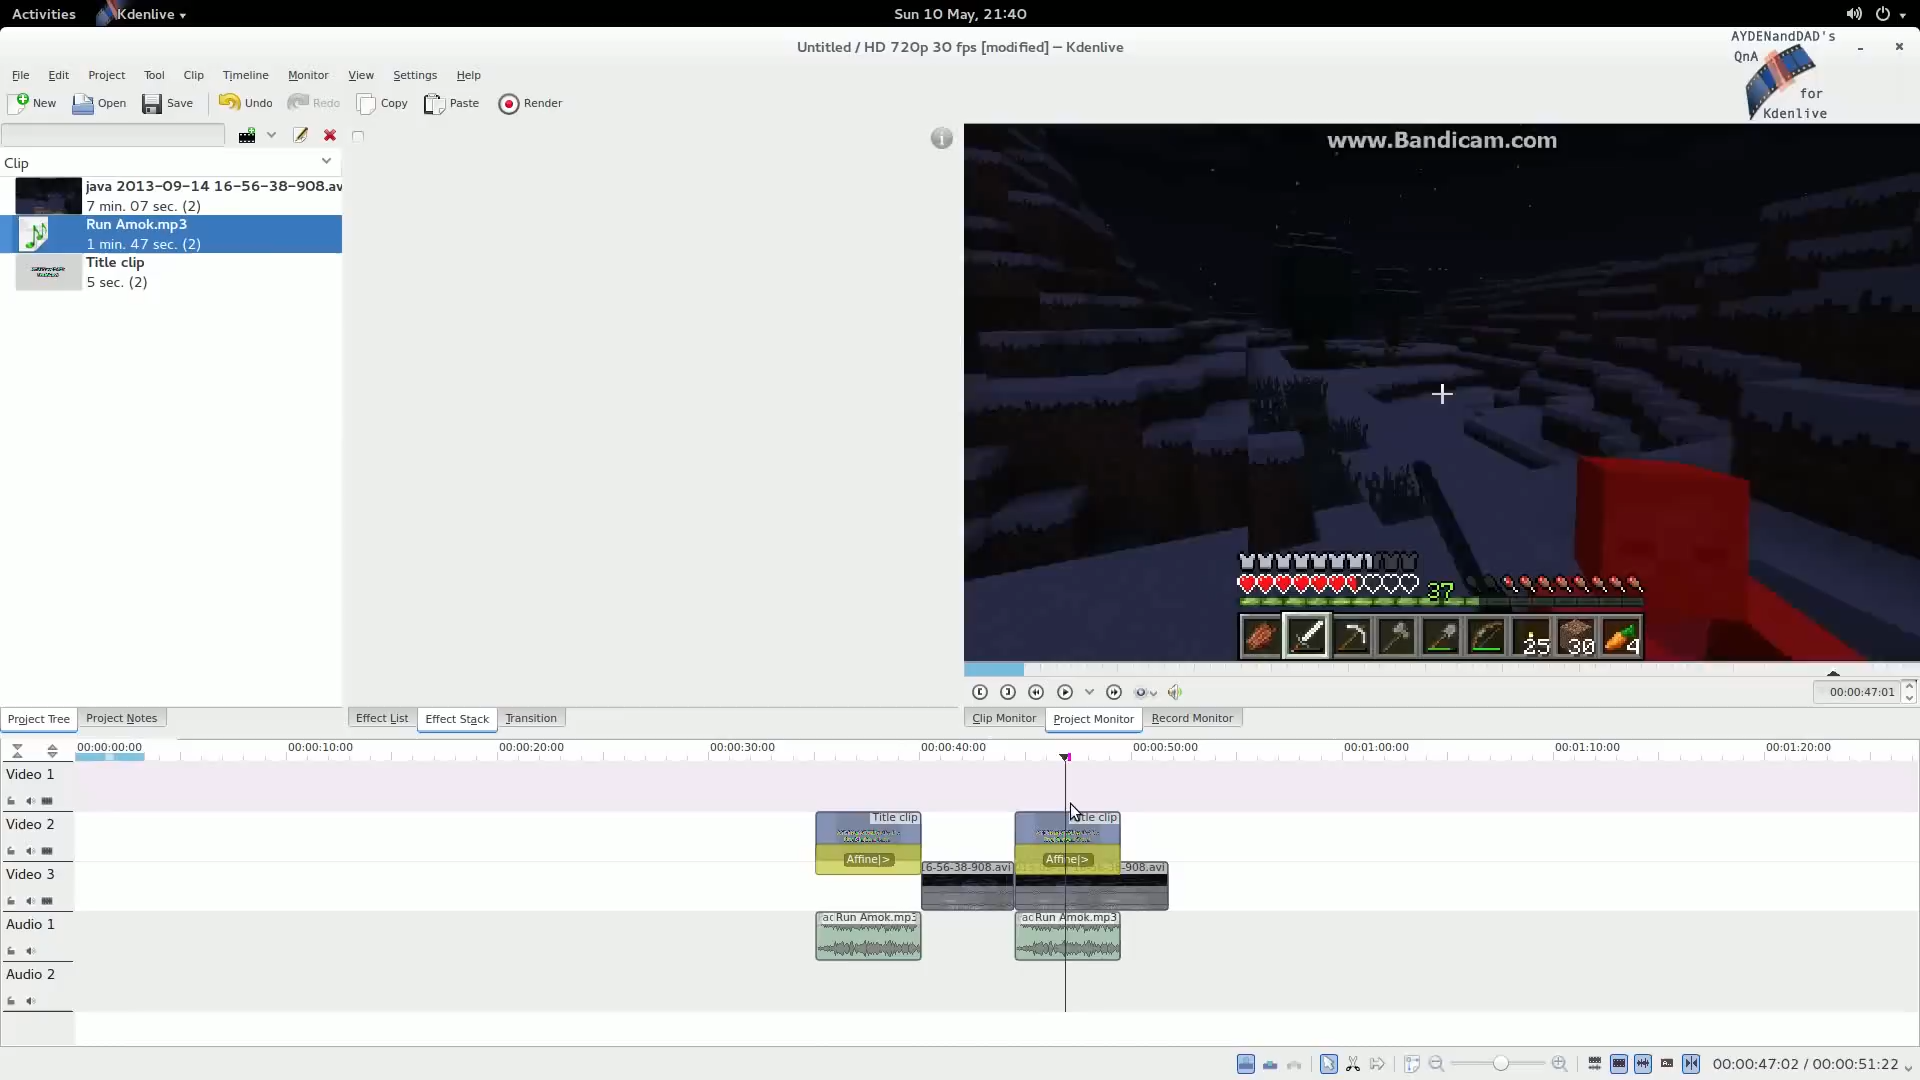 Activities
Kdenlive
Sun 10 May, 21:40
Untitled / HD 720p 30 fps [modified] – Kdenlive
AYDENandDAD's
QnA
for
Kdenlive
File Edit Project Tool Clip Timeline Monitor View Settings Help
New Open Save Undo Redo Copy Paste Render
Clip
java 2013-09-14 16-56-38-908.av
7 min. 07 sec. (2)
Run Amok.mp3
1 min. 47 sec. (2)
Title clip
5 sec. (2)
www.Bandicam.com
37
25 30 4
00:00:47:01
Project Tree Project Notes
Effect List Effect Stack Transition
Clip Monitor Project Monitor Record Monitor
00:00:00:00 00:00:10:00 00:00:20:00 00:00:30:00 00:00:40:00 00:00:50:00 00:01:00:00 00:01:10:00 00:01:20:00
Video 1
Video 2
Title clip
Affine|>
tle clip
Affine|>
Video 3
6-56-38-908.avi
-908.avi
Audio 1
ac Run Amok.mp3
ac Run Amok.mp3
Audio 2
00:00:47:02 / 00:00:51:22